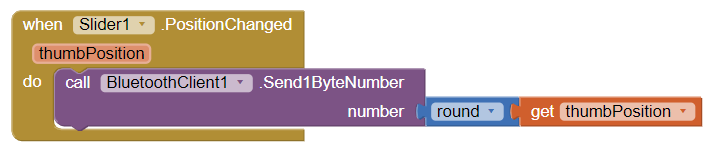 when Slider1 .PositionChanged
thumbPosition
do call BluetoothClient1 .Send1ByteNumber
number round get thumbPosition